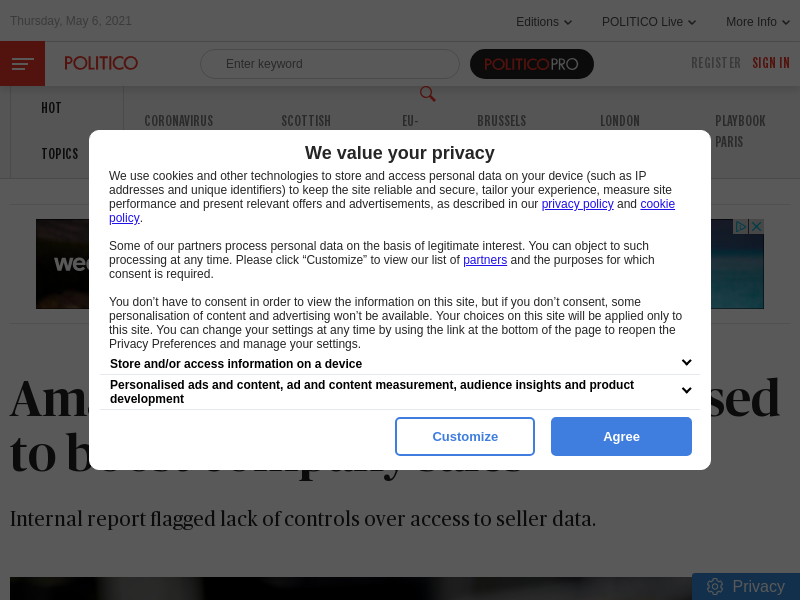 Thursday, May 6, 2021
Editions
POLITICO Live
More Info
POLITICO
Enter keyword
POLITICOPRO
REGISTER
SIGN IN
HOT
TOPICS
CORONAVIRUS
SCOTTISH
EU-
BRUSSELS
LONDON
PLAYBOOK
PARIS
We value your privacy
We use cookies and other technologies to store and access personal data on your device (such as IP
addresses and unique identifiers) to keep the site reliable and secure, tailor your experience, measure site
performance and present relevant offers and advertisements, as described in our privacy policy and cookie
policy.
Some of our partners process personal data on the basis of legitimate interest. You can object to such
processing at any time. Please click “Customize” to view our list of partners and the purposes for which
consent is required.
You don’t have to consent in order to view the information on this site, but if you don’t consent, some
personalisation of content and advertising won’t be available. Your choices on this site will be applied only to
this site. You can change your settings at any time by using the link at the bottom of the page to reopen the
Privacy Preferences and manage your settings.
Store and/or access information on a device
Personalised ads and content, ad and content measurement, audience insights and product
development
Customize
Agree
to
Internal report flagged lack of controls over access to seller data.
Privacy